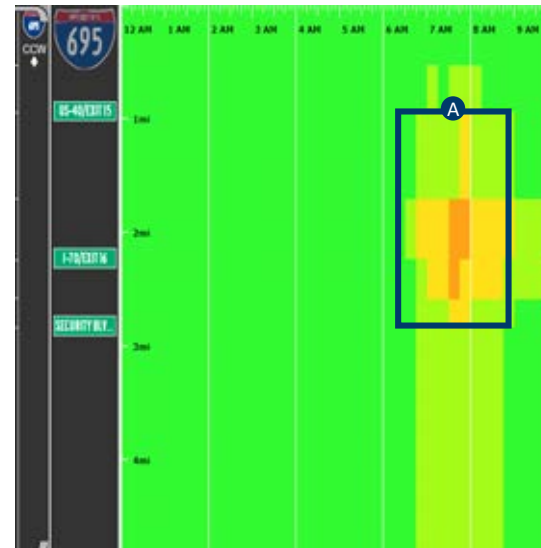 695
CCW
12 AM 1 AM 2 AM 3 AM 4 AM 5 AM 6 AM 7 AM 8 AM 9 AM
A
US-40/EXIT 15
1mi
2mi
I-70/EXIT 16
SECURITY BLV...
3mi
4mi